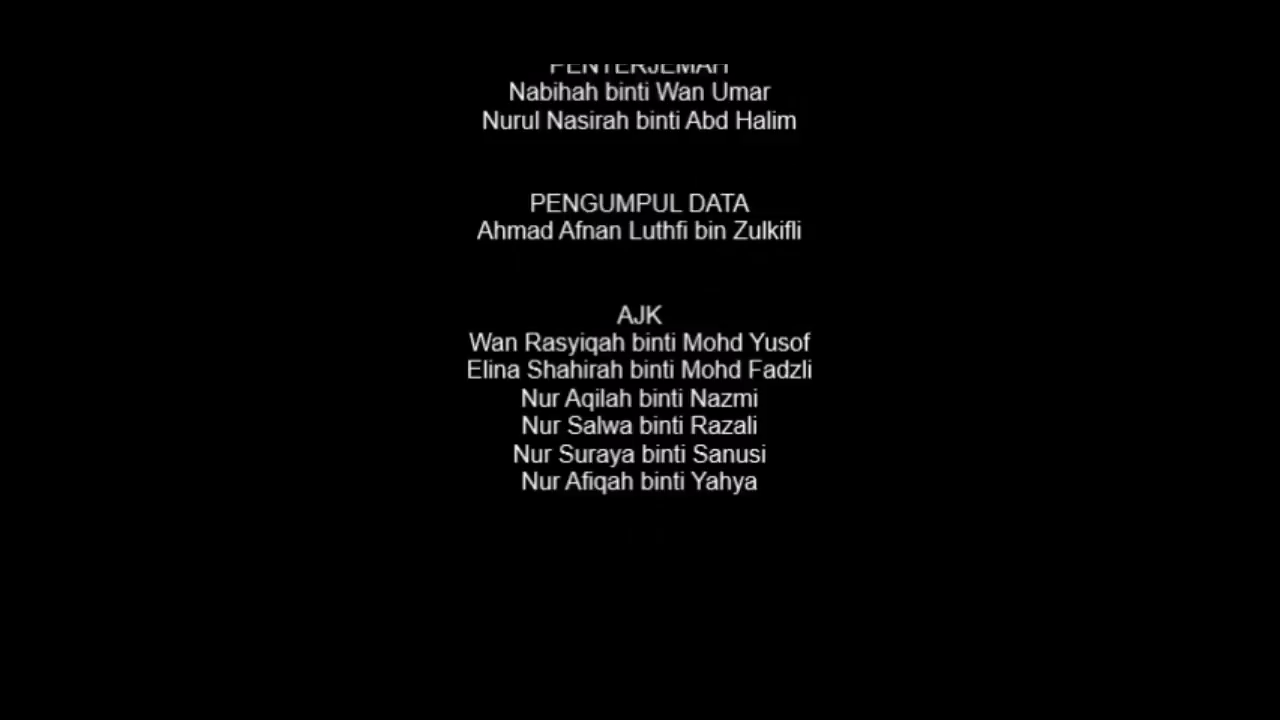 PENTERJEMAH
Nabihah binti Wan Umar
Nurul Nasirah binti Abd Halim
PENGUMPUL DATA
Ahmad Afnan Luthfi bin Zulkifli
AJK
Wan Rasyiqah binti Mohd Yusof
Elina Shahirah binti Mohd Fadzli
Nur Aqilah binti Nazmi
Nur Salwa binti Razali
Nur Suraya binti Sanusi
Nur Afiqah binti Yahya